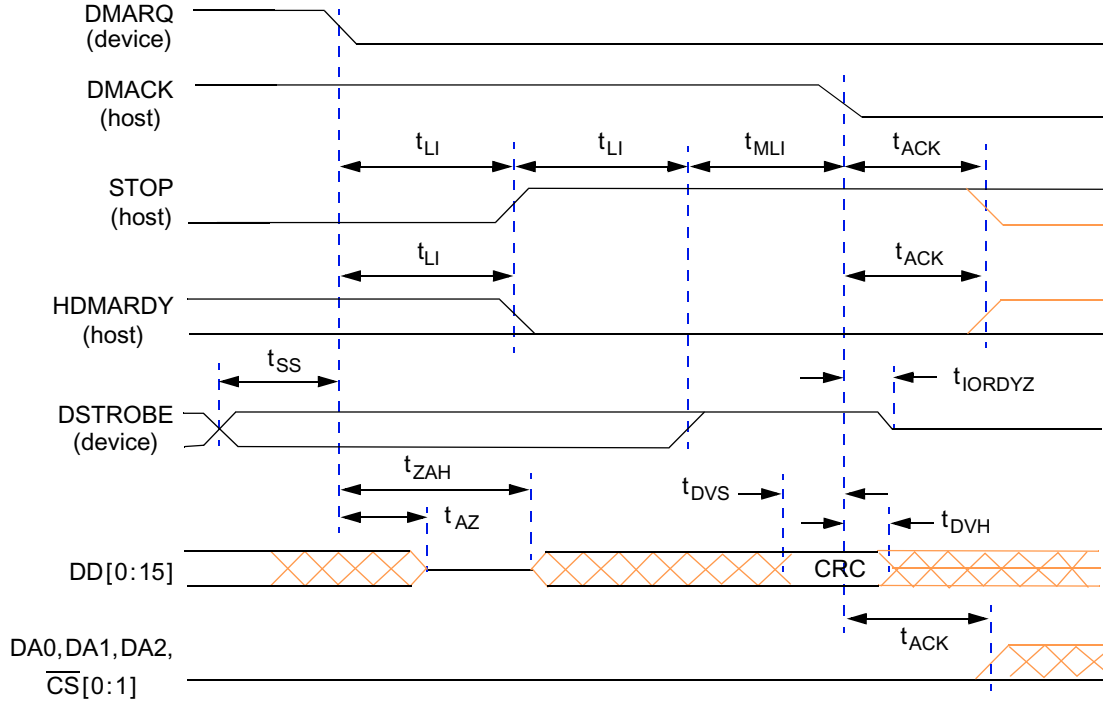 DMARQ
(device)
DMACK
(host)
tLI tLI tMLI tACK
STOP
(host)
tLI tACK
HDMARDY
(host)
tSS tIORDYZ
DSTROBE
(device)
tZAH tDVS
tAZ tDVH
DD[0:15] CRC
tACK
DA0,DA1,DA2,
CS[0:1]